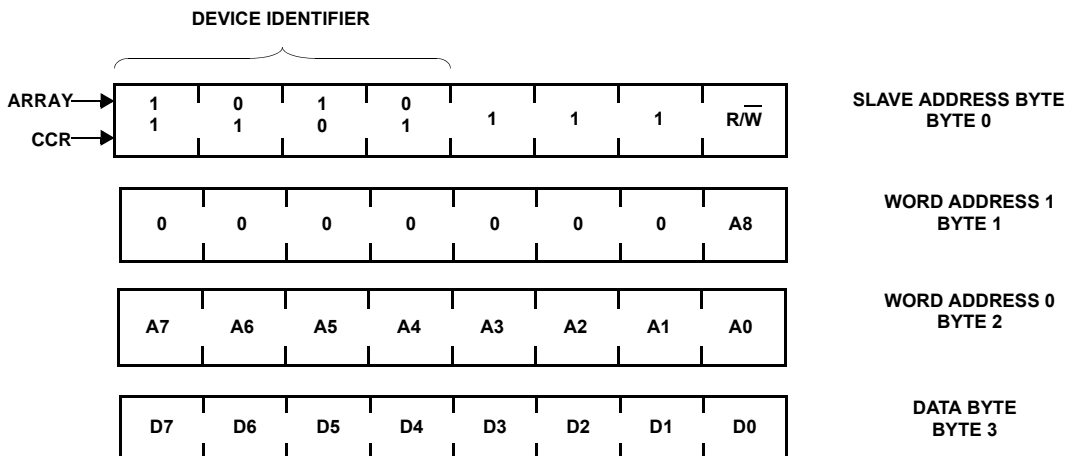 DEVICE IDENTIFIER
ARRAY 1 0 1 0
CCR 1 1 0 1 1 1 1 R/W̅
SLAVE ADDRESS BYTE
BYTE 0
0 0 0 0 0 0 0 A8
WORD ADDRESS 1
BYTE 1
A7 A6 A5 A4 A3 A2 A1 A0
WORD ADDRESS 0
BYTE 2
D7 D6 D5 D4 D3 D2 D1 D0
DATA BYTE
BYTE 3